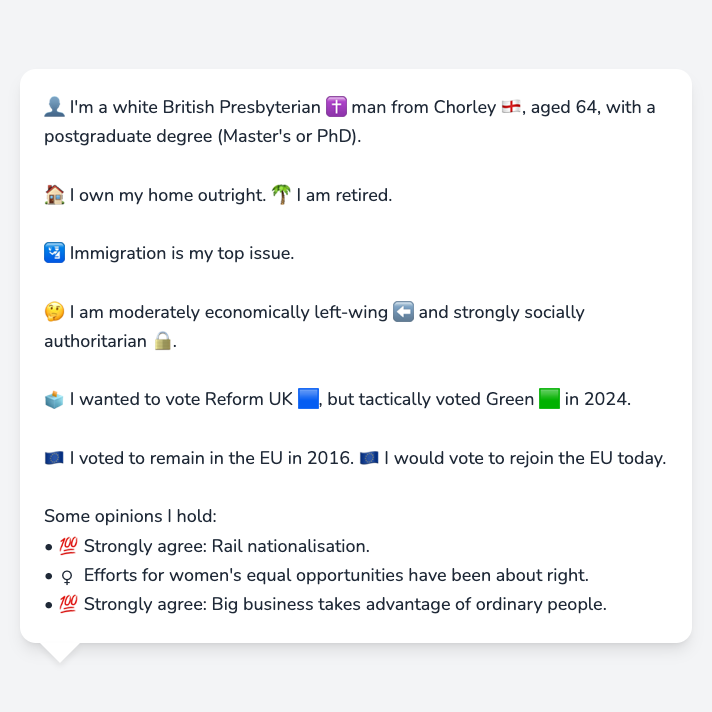 👤 I'm a white British Presbyterian ✝️ man from Chorley 🏴󠁧󠁢󠁥󠁮󠁧󠁿, aged 64, with a
postgraduate degree (Master's or PhD).
🏠 I own my home outright. 🌴 I am retired.
🛂 Immigration is my top issue.
🤔 I am moderately economically left-wing ⬅️ and strongly socially
authoritarian 🔒.
🗳️ I wanted to vote Reform UK 🟦, but tactically voted Green 🟩 in 2024.
🇪🇺 I voted to remain in the EU in 2016. 🇪🇺 I would vote to rejoin the EU today.
Some opinions I hold:
• 💯 Strongly agree: Rail nationalisation.
• ♀ Efforts for women's equal opportunities have been about right.
• 💯 Strongly agree: Big business takes advantage of ordinary people.